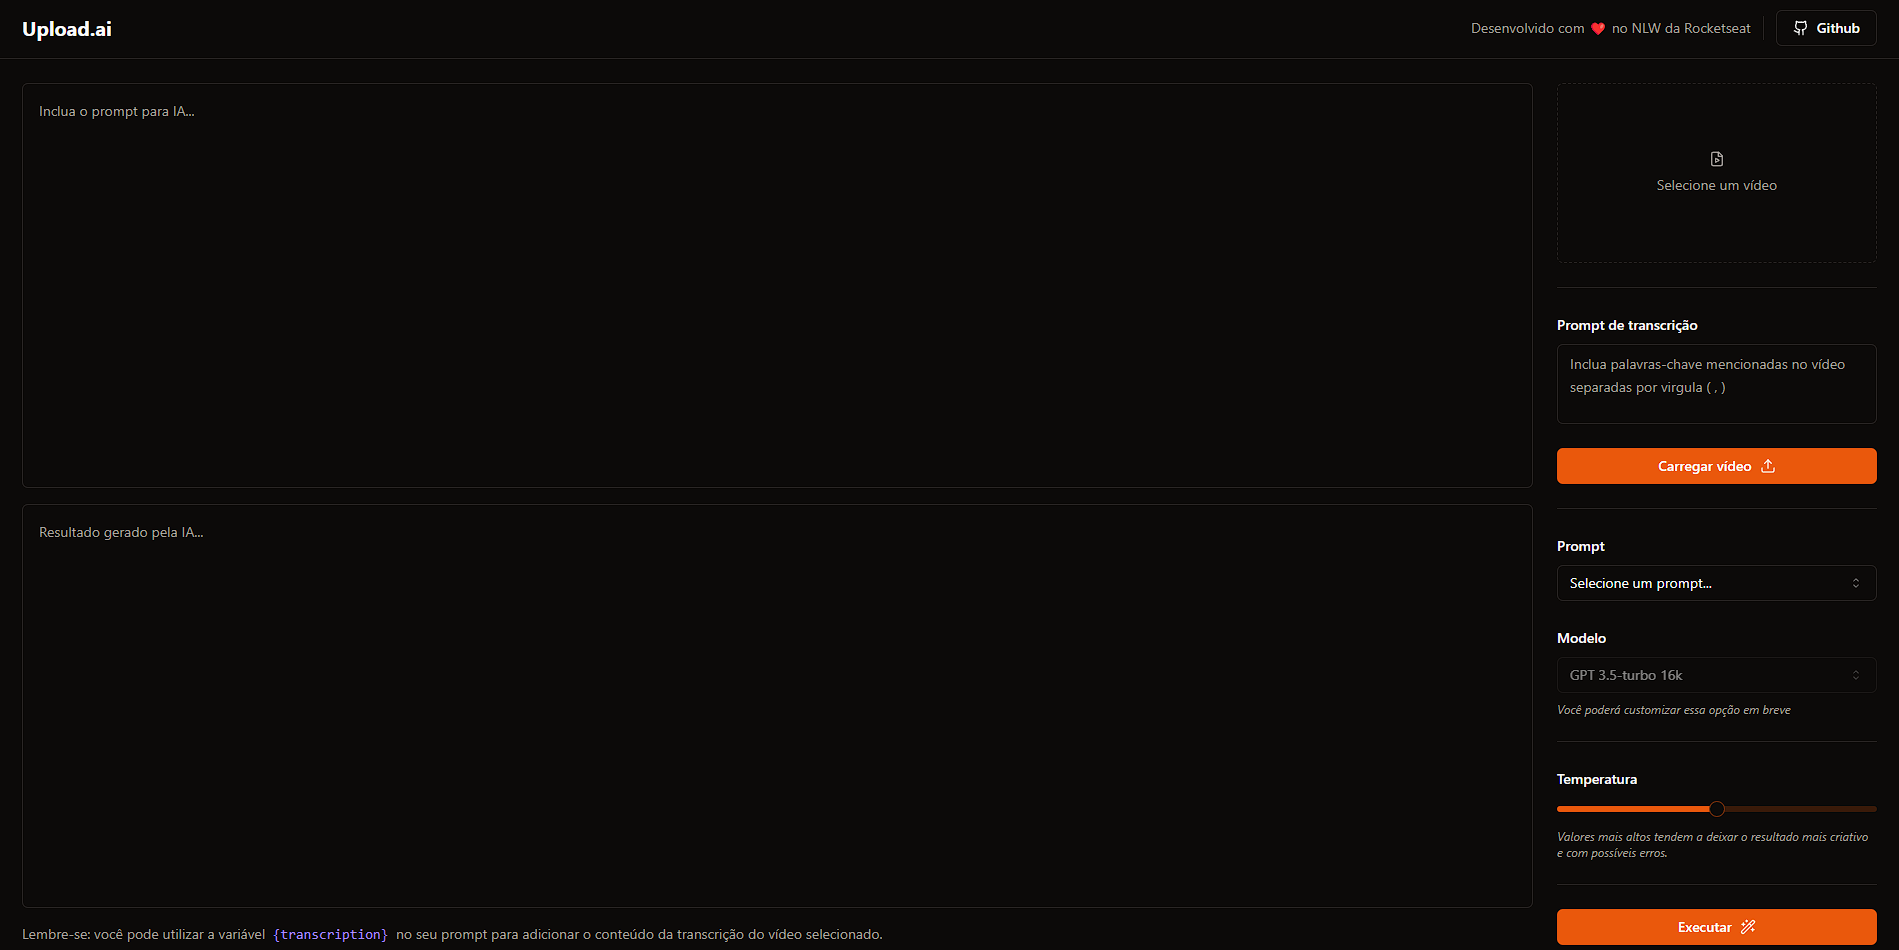 Upload.ai
Desenvolvido com ❤️ no NLW da Rocketseat
Github
Inclua o prompt para IA...
Resultado gerado pela IA...
Lembre-se: você pode utilizar a variável {transcription} no seu prompt para adicionar o conteúdo da transcrição do vídeo selecionado.
Selecione um vídeo
Prompt de transcrição
Inclua palavras-chave mencionadas no vídeo
separadas por virgula ( , )
Carregar vídeo
Prompt
Selecione um prompt...
Modelo
GPT 3.5-turbo 16k
Você poderá customizar essa opção em breve
Temperatura
Valores mais altos tendem a deixar o resultado mais criativo
e com possíveis erros.
Executar